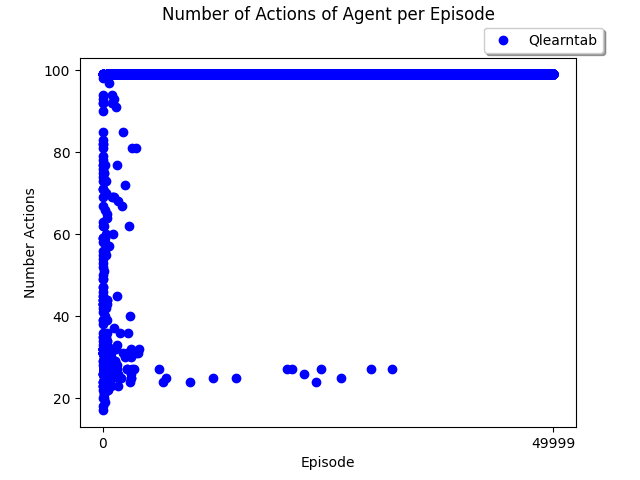 Number of Actions of Agent per Episode
Qlearntab
100
80
60
40
20
Number Actions
0
49999
Episode